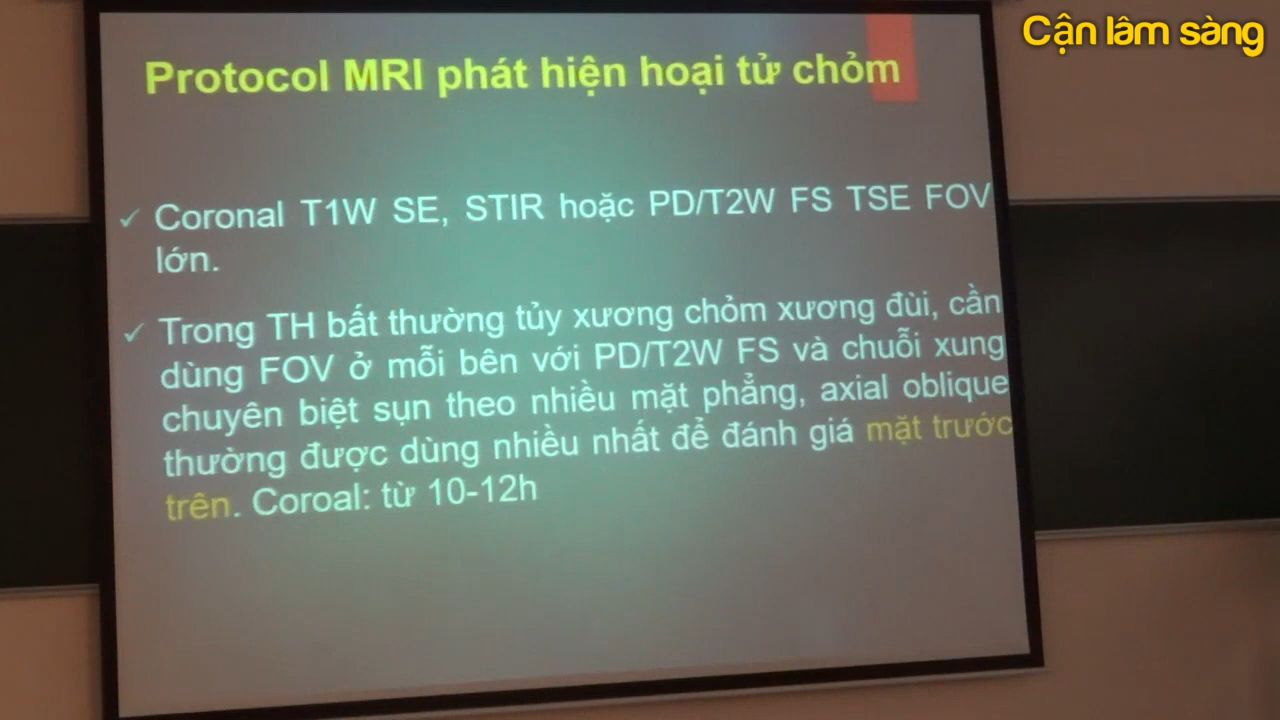 Cận lâm sàng
Protocol MRI phát hiện hoại tử chỏm
✓ Coronal T1W SE, STIR hoặc PD/T2W FS TSE FOV
lớn.
✓ Trong TH bất thường tủy xương chỏm xương đùi, cần
dùng FOV ở mỗi bên với PD/T2W FS và chuỗi xung
chuyên biệt sụn theo nhiều mặt phẳng, axial oblique
thường được dùng nhiều nhất để đánh giá mặt trước
trên. Coroal: từ 10-12h